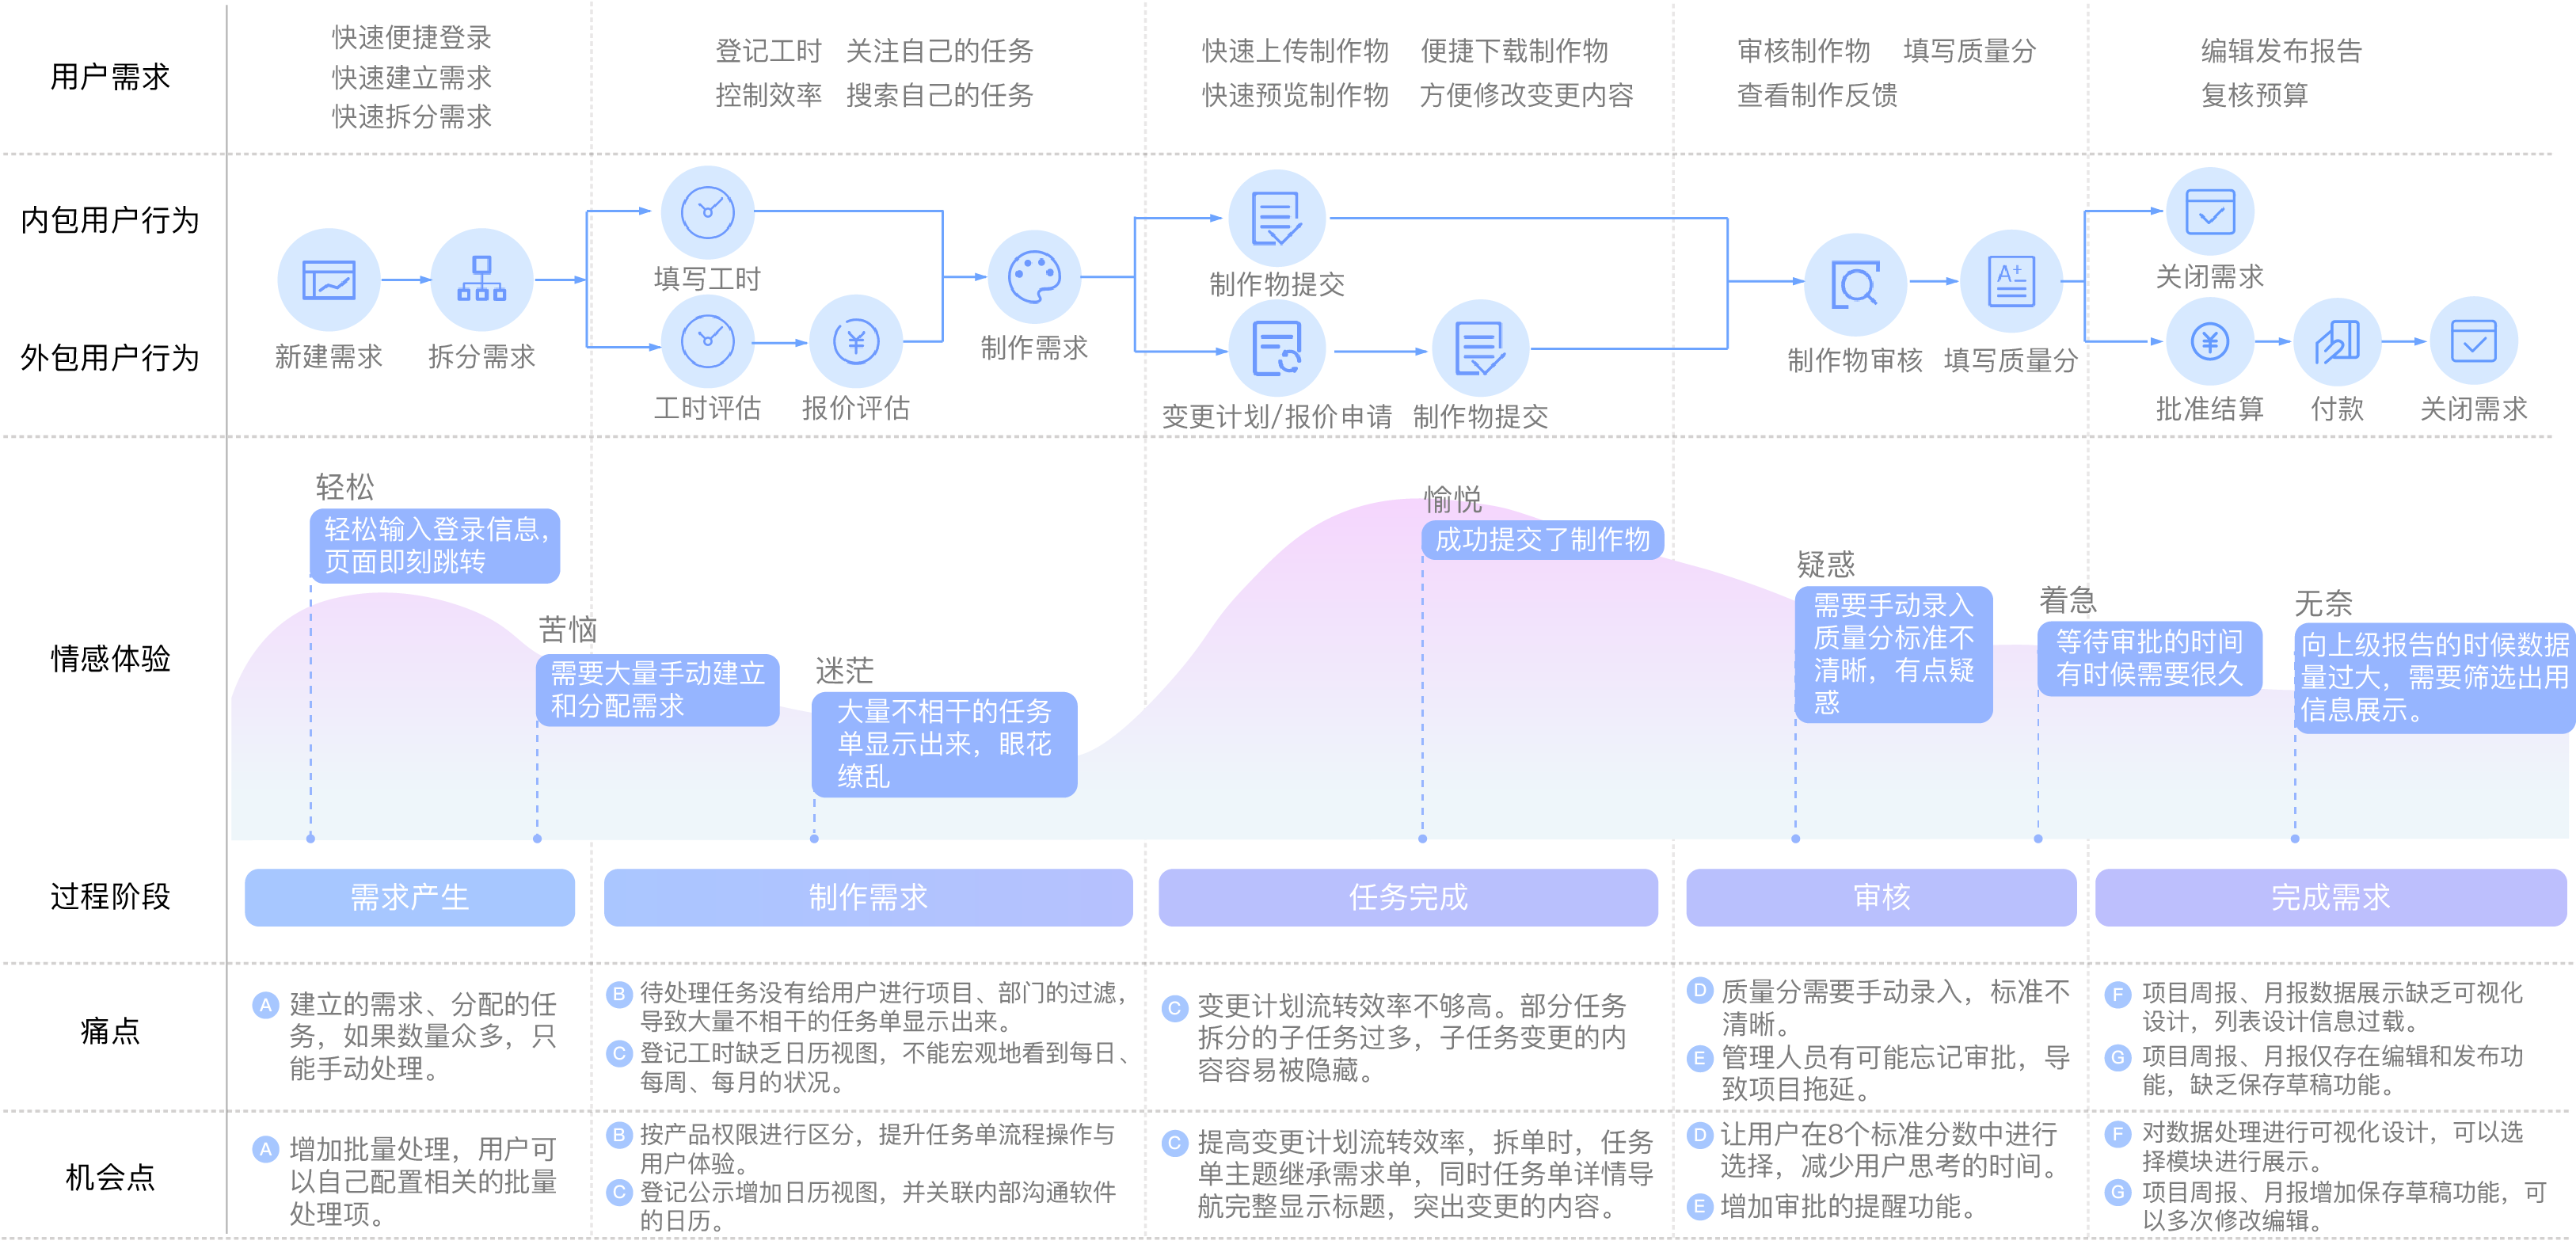 用户需求
快速便捷登录
快速建立需求
快速拆分需求
登记工时 关注自己的任务
控制效率 搜索自己的任务
快速上传制作物 便捷下载制作物
快速预览制作物 方便修改变更内容
审核制作物 填写质量分
查看制作反馈
编辑发布报告
复核预算
内包用户行为
外包用户行为
新建需求
拆分需求
填写工时
工时评估
报价评估
制作需求
制作物提交
变更计划/报价申请
制作物提交
制作物审核
A+
填写质量分
关闭需求
批准结算
付款
关闭需求
情感体验
轻松
轻松输入登录信息,
页面即刻跳转
苦恼
需要大量手动建立
和分配需求
迷茫
大量不相干的任务
单显示出来，眼花
缭乱
愉悦
成功提交了制作物
疑惑
需要手动录入
质量分标准不
清晰，有点疑
惑
着急
等待审批的时间
有时候需要很久
无奈
向上级报告的时候数据
量过大，需要筛选出用
信息展示。
过程阶段
需求产生
制作需求
任务完成
审核
完成需求
痛点
A 建立的需求、分配的任
务，如果数量众多，只
能手动处理。
B 待处理任务没有给用户进行项目、部门的过滤，
导致大量不相干的任务单显示出来。
C 登记工时缺乏日历视图，不能宏观地看到每日、
每周、每月的状况。
C 变更计划流转效率不够高。部分任务
拆分的子任务过多，子任务变更的内
容容易被隐藏。
D 质量分需要手动录入，标准不
清晰。
E 管理人员有可能忘记审批，导
致项目拖延。
F 项目周报、月报数据展示缺乏可视化
设计，列表设计信息过载。
G 项目周报、月报仅存在编辑和发布功
能，缺乏保存草稿功能。
机会点
A 增加批量处理，用户可
以自己配置相关的批量
处理项。
B 按产品权限进行区分，提升任务单流程操作与
用户体验。
C 登记公示增加日历视图，并关联内部沟通软件
的日历。
C 提高变更计划流转效率，拆单时，任务
单主题继承需求单，同时任务单详情导
航完整显示标题，突出变更的内容。
D 让用户在8个标准分数中进行
选择，减少用户思考的时间。
E 增加审批的提醒功能。
F 对数据处理进行可视化设计，可以选
择模块进行展示。
G 项目周报、月报增加保存草稿功能，可
以多次修改编辑。